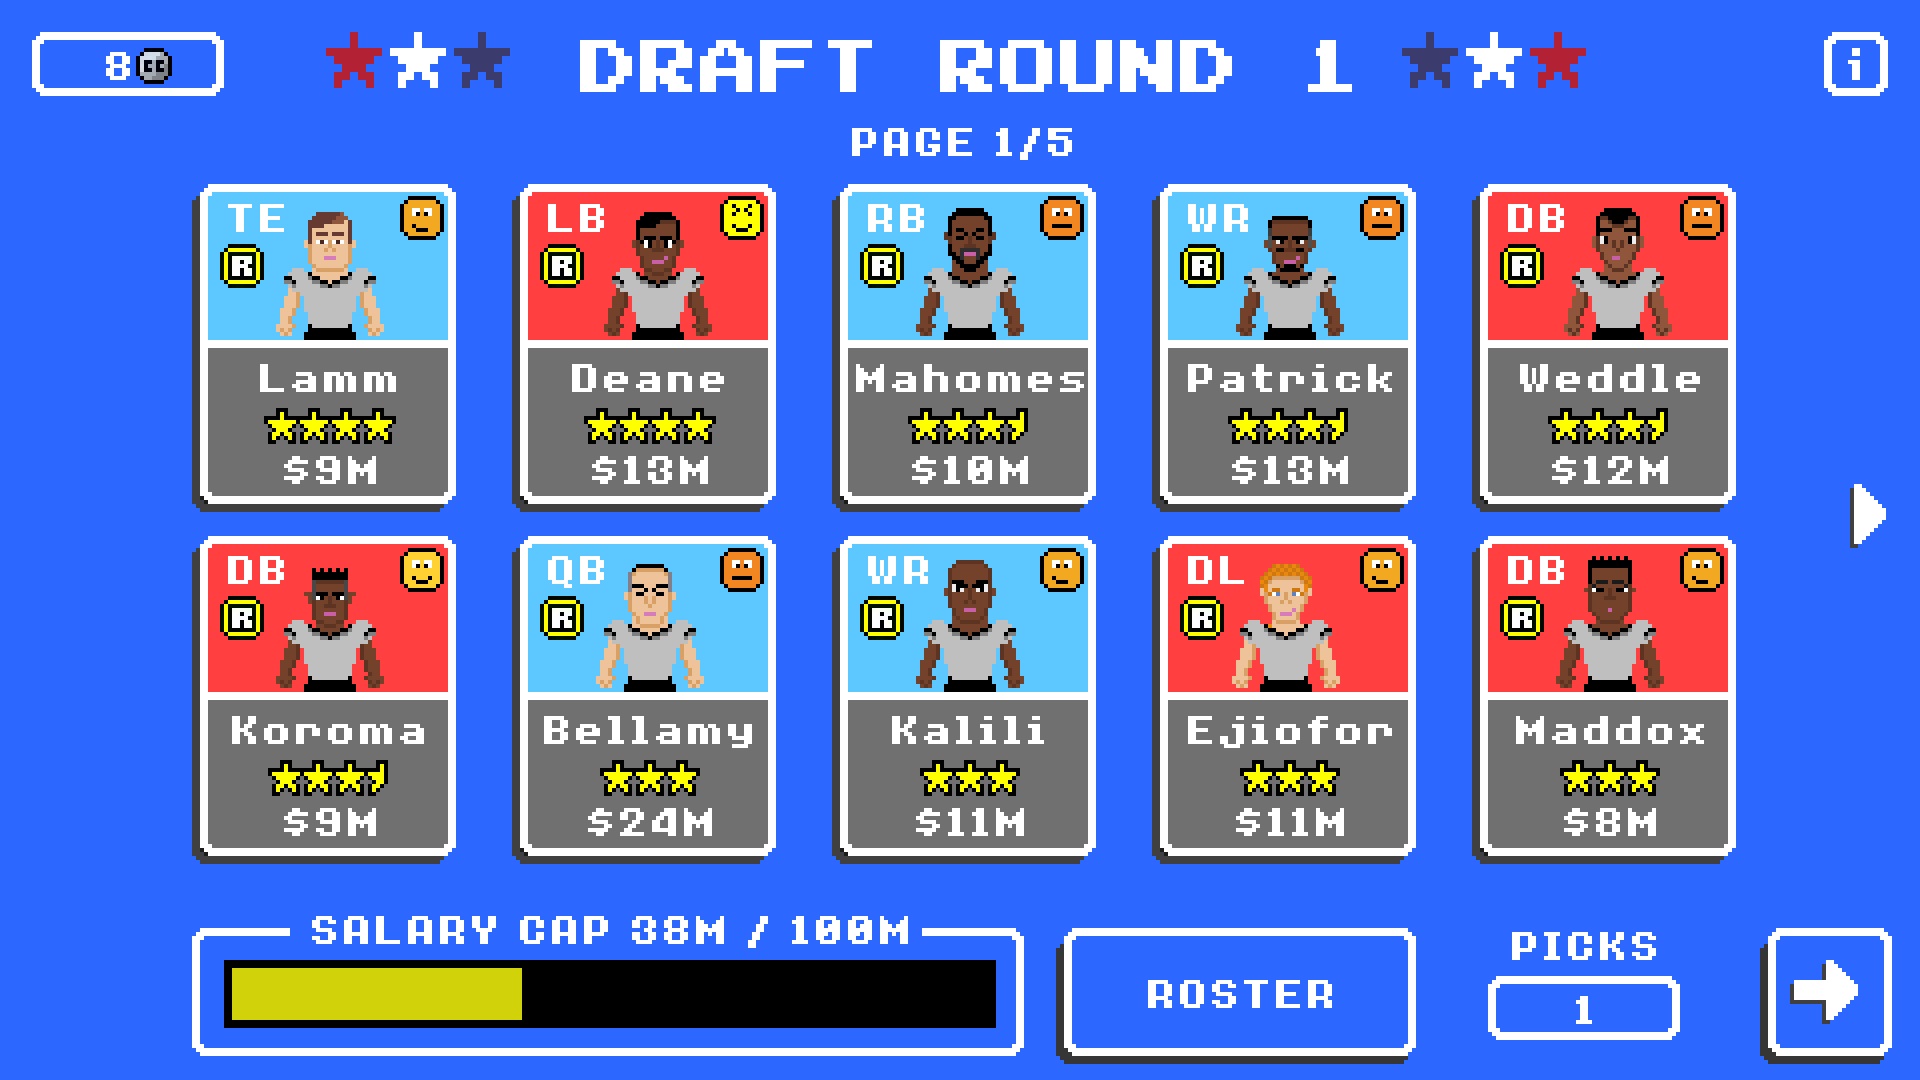 8 CC
DRAFT ROUND 1
i
PAGE 1/5
TE
R
Lamm
$9M
LB
R
Deane
$13M
RB
R
Mahomes
$10M
WR
R
Patrick
$13M
DB
R
Weddle
$12M
DB
R
Koroma
$9M
QB
R
Bellamy
$24M
WR
R
Kalili
$11M
DL
R
Ejiofor
$11M
DB
R
Maddox
$8M
SALARY CAP 38M / 100M
ROSTER
PICKS
1